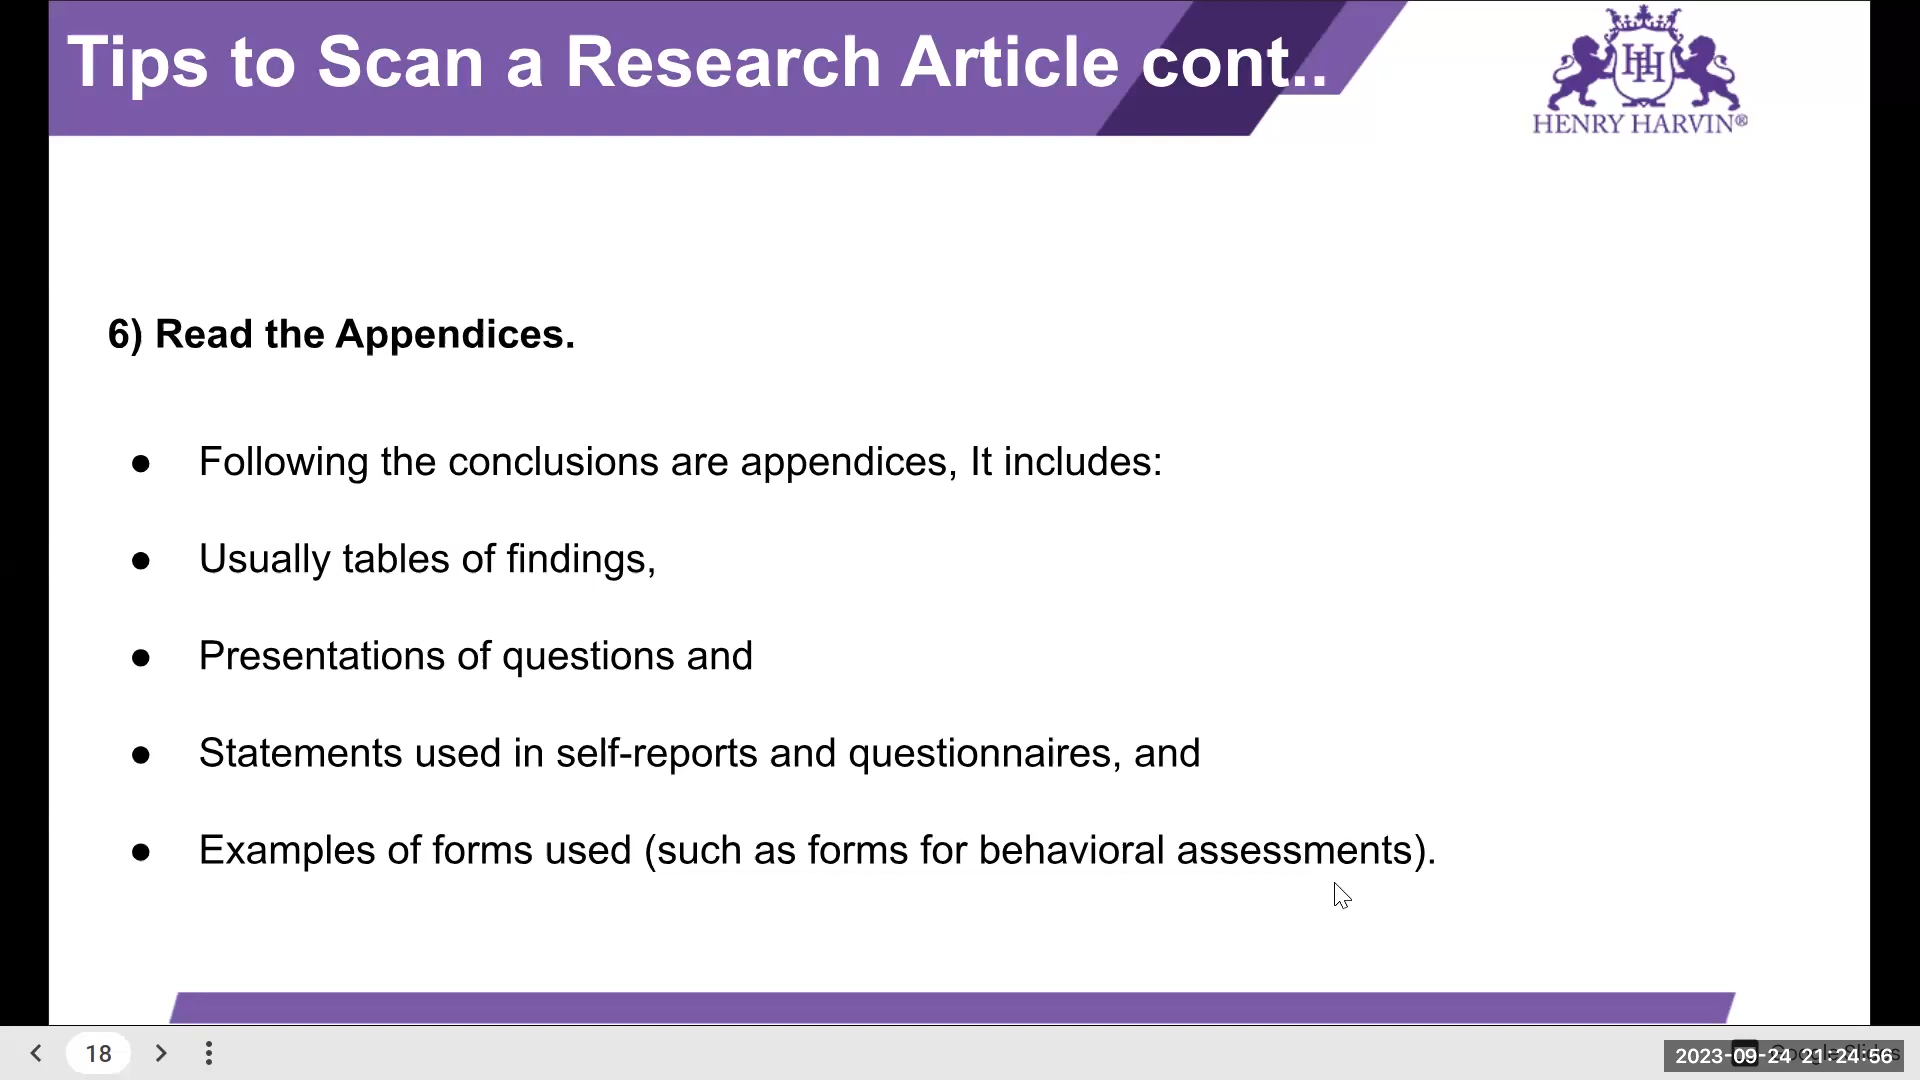 Tips to Scan a Research Article cont..
HENRY HARVIN®
6) Read the Appendices.
● Following the conclusions are appendices, It includes:
● Usually tables of findings,
● Presentations of questions and
● Statements used in self-reports and questionnaires, and
● Examples of forms used (such as forms for behavioral assessments).
18
2023-09-24 21:24:56